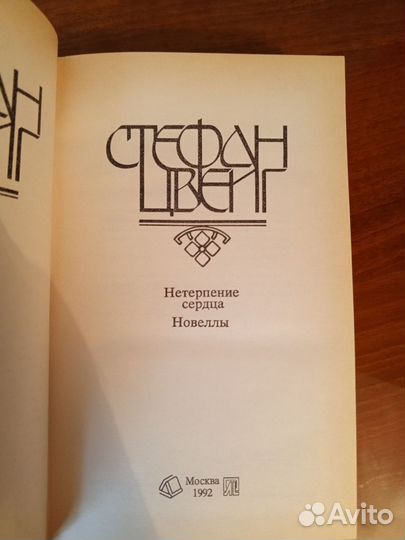 СТЕФАН
ЦВЕЙГ
Нетерпение
сердца
Новеллы
Москва
1992
Avito